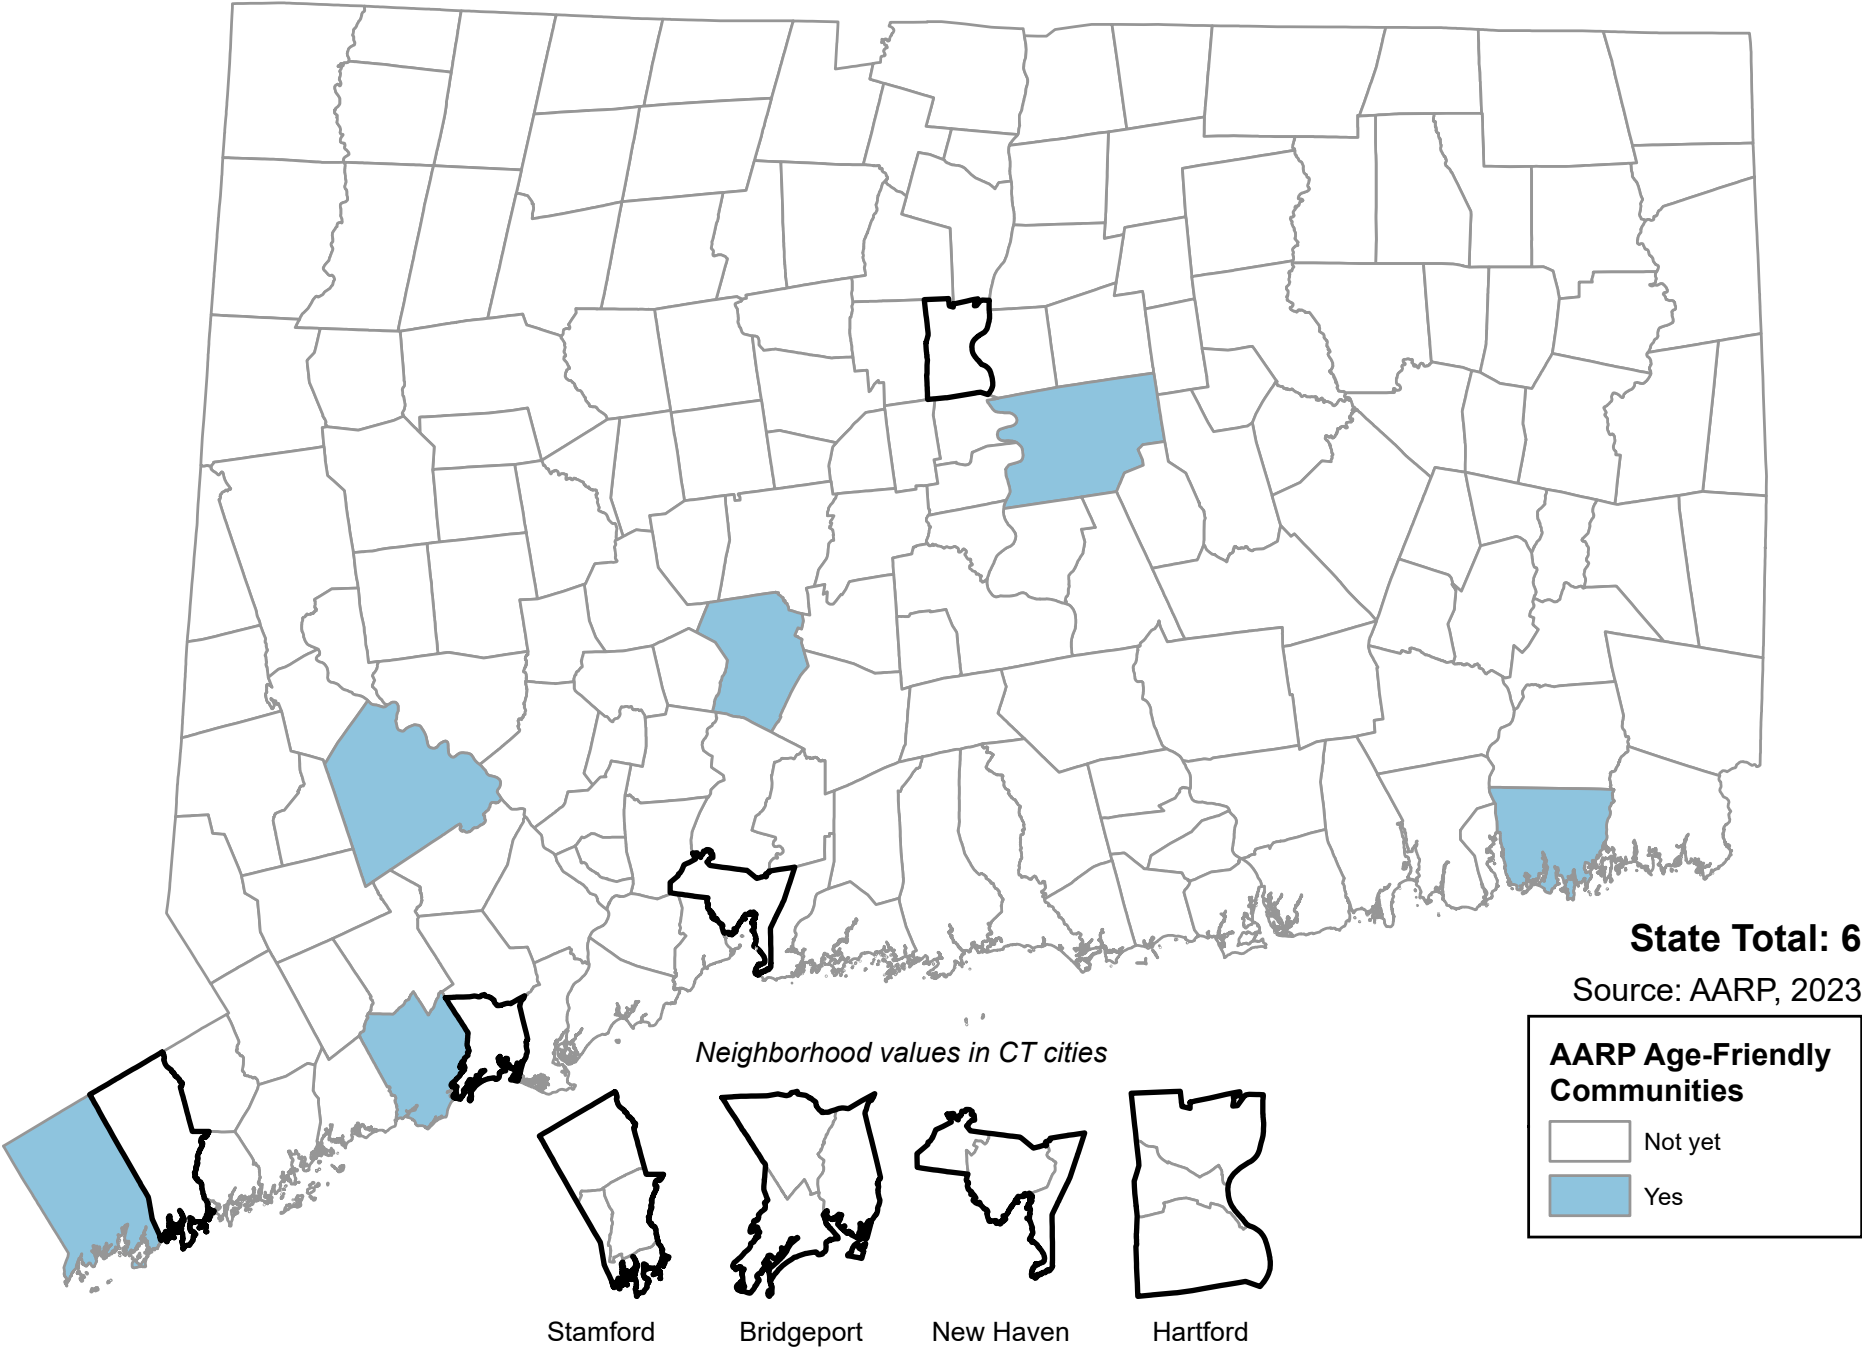 State Total: 6
Source: AARP, 2023
Neighborhood values in CT cities
AARP Age-Friendly
Communities
Not yet
Yes
Stamford
Bridgeport
New Haven
Hartford